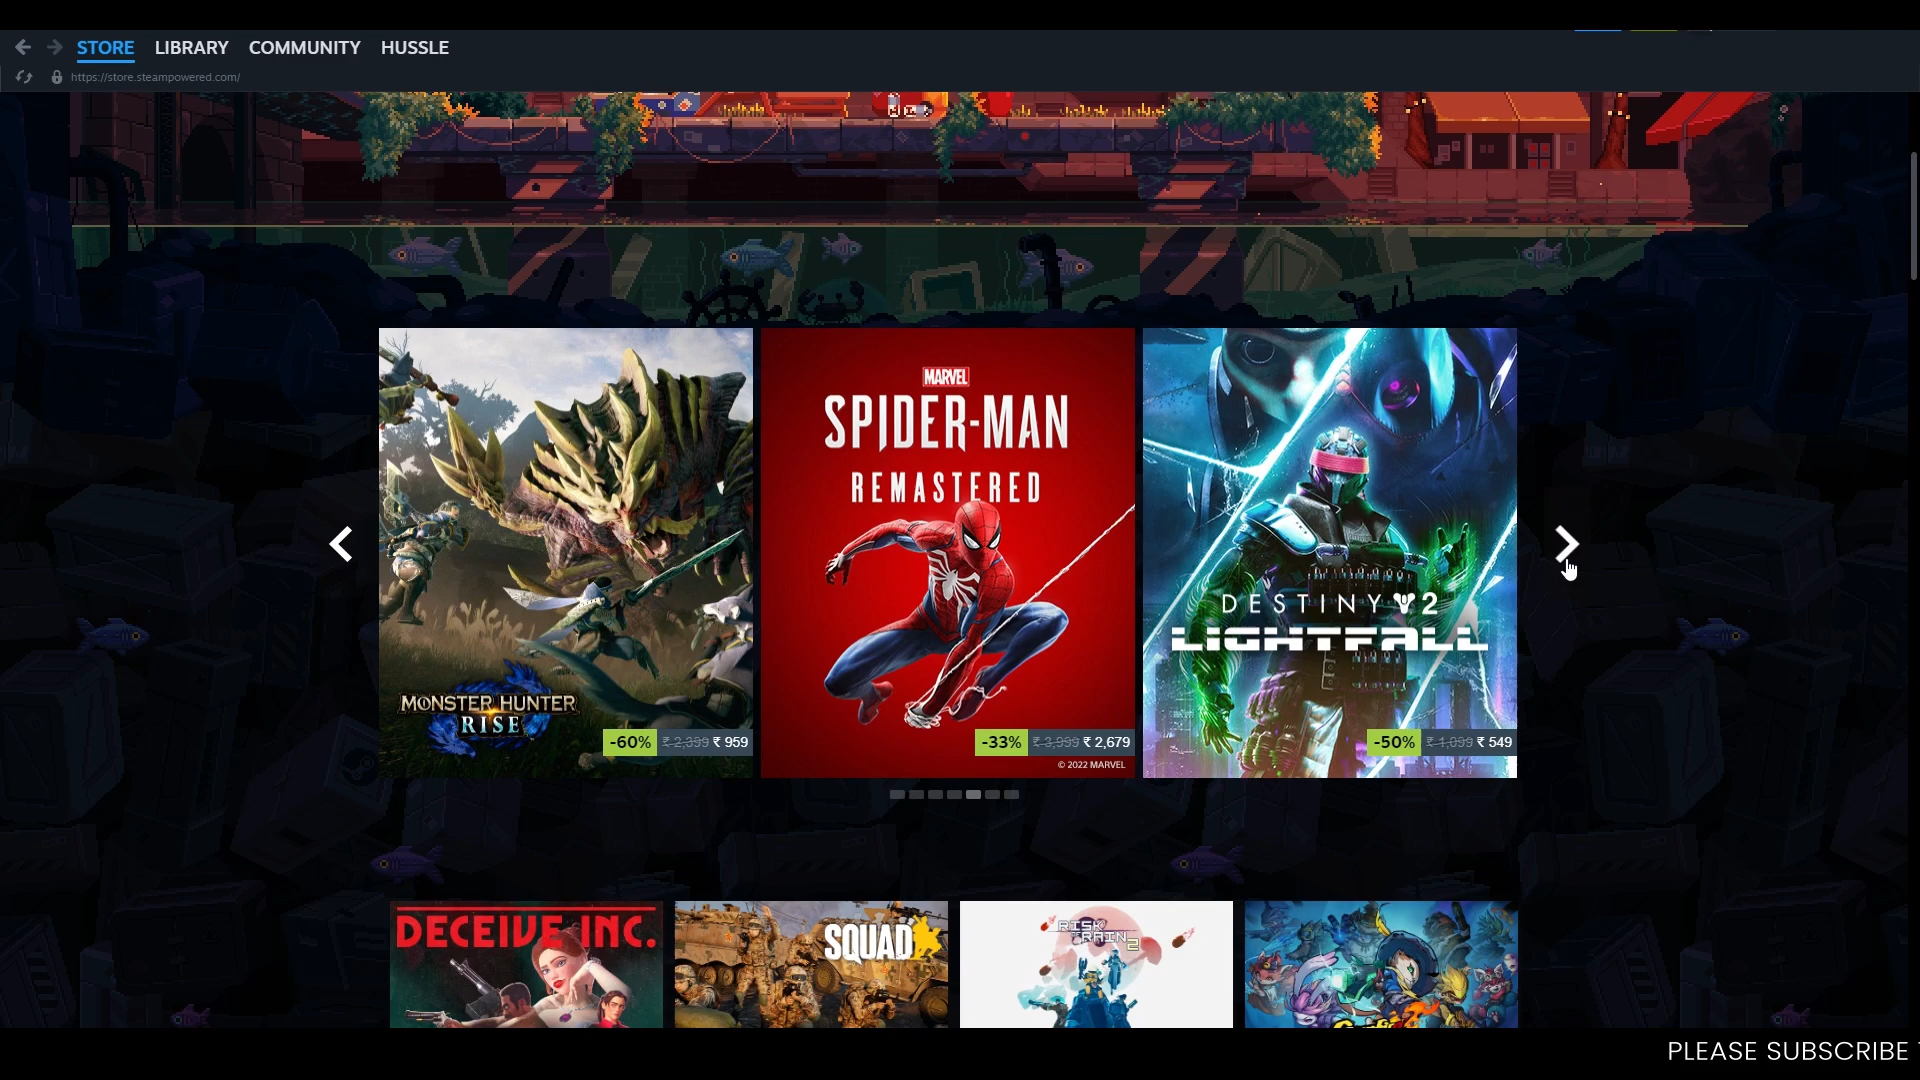 STORE LIBRARY COMMUNITY HUSSLE
https://store.steampowered.com/
MARVEL
SPIDER-MAN
REMASTERED
DESTINY 2
LIGHTFALL
MONSTER HUNTER
RISE
-60% ₹ 2,399 ₹ 959
-33% ₹ 3,999 ₹ 2,679
-50% ₹ 1,099 ₹ 549
© 2022 MARVEL
DECEIVE INC.
SQUAD
RISK
RAIN 2
PLEASE SUBSCRIBE